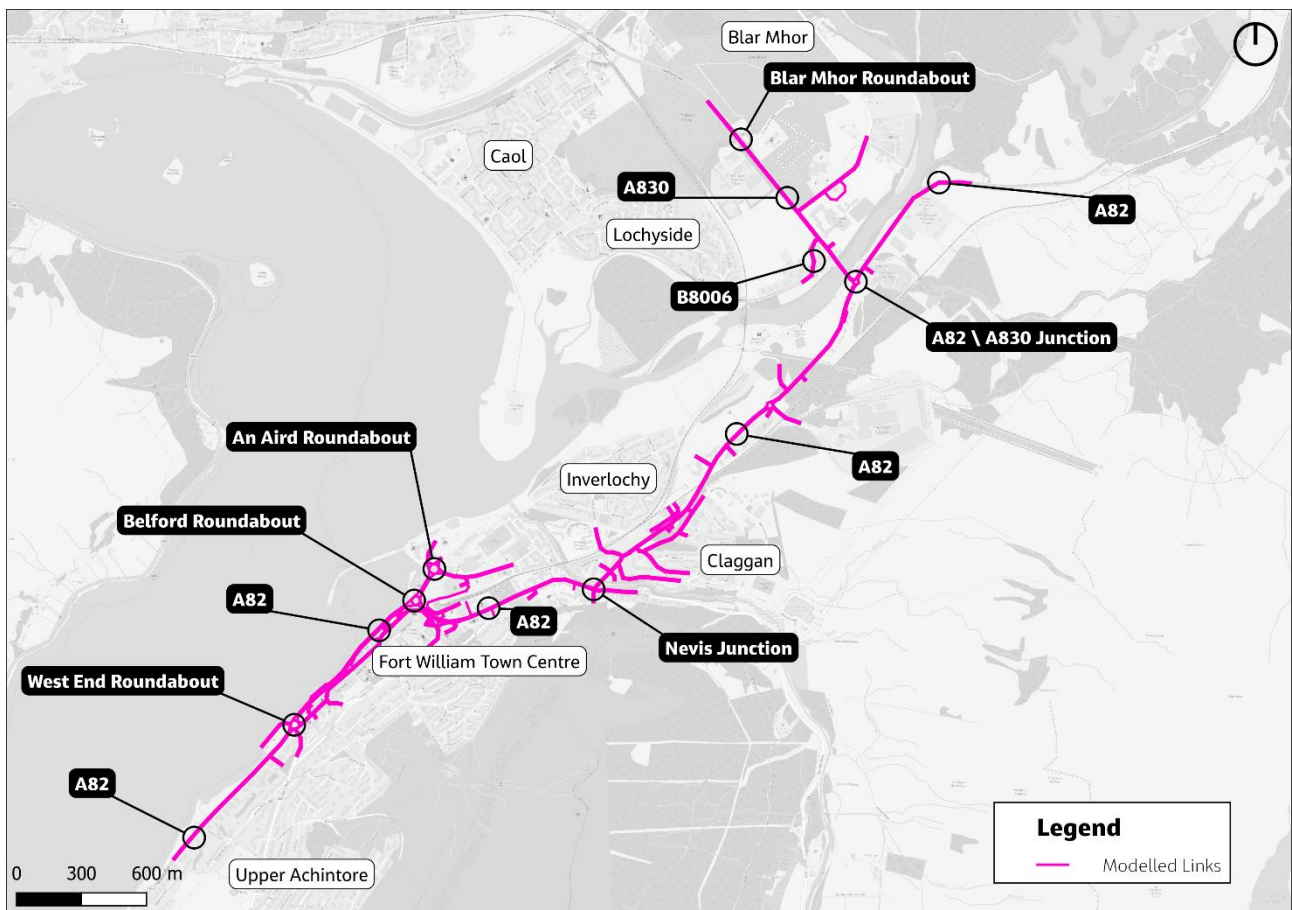 Blar Mhor
Blar Mhor Roundabout
Caol
A830
A82
Lochyside
B8006
A82 \ A830 Junction
An Aird Roundabout
A82
Inverlochy
Belford Roundabout
Claggan
A82
A82
Nevis Junction
Fort William Town Centre
West End Roundabout
A82
Legend
Modelled Links
0 300 600 m
Upper Achintore